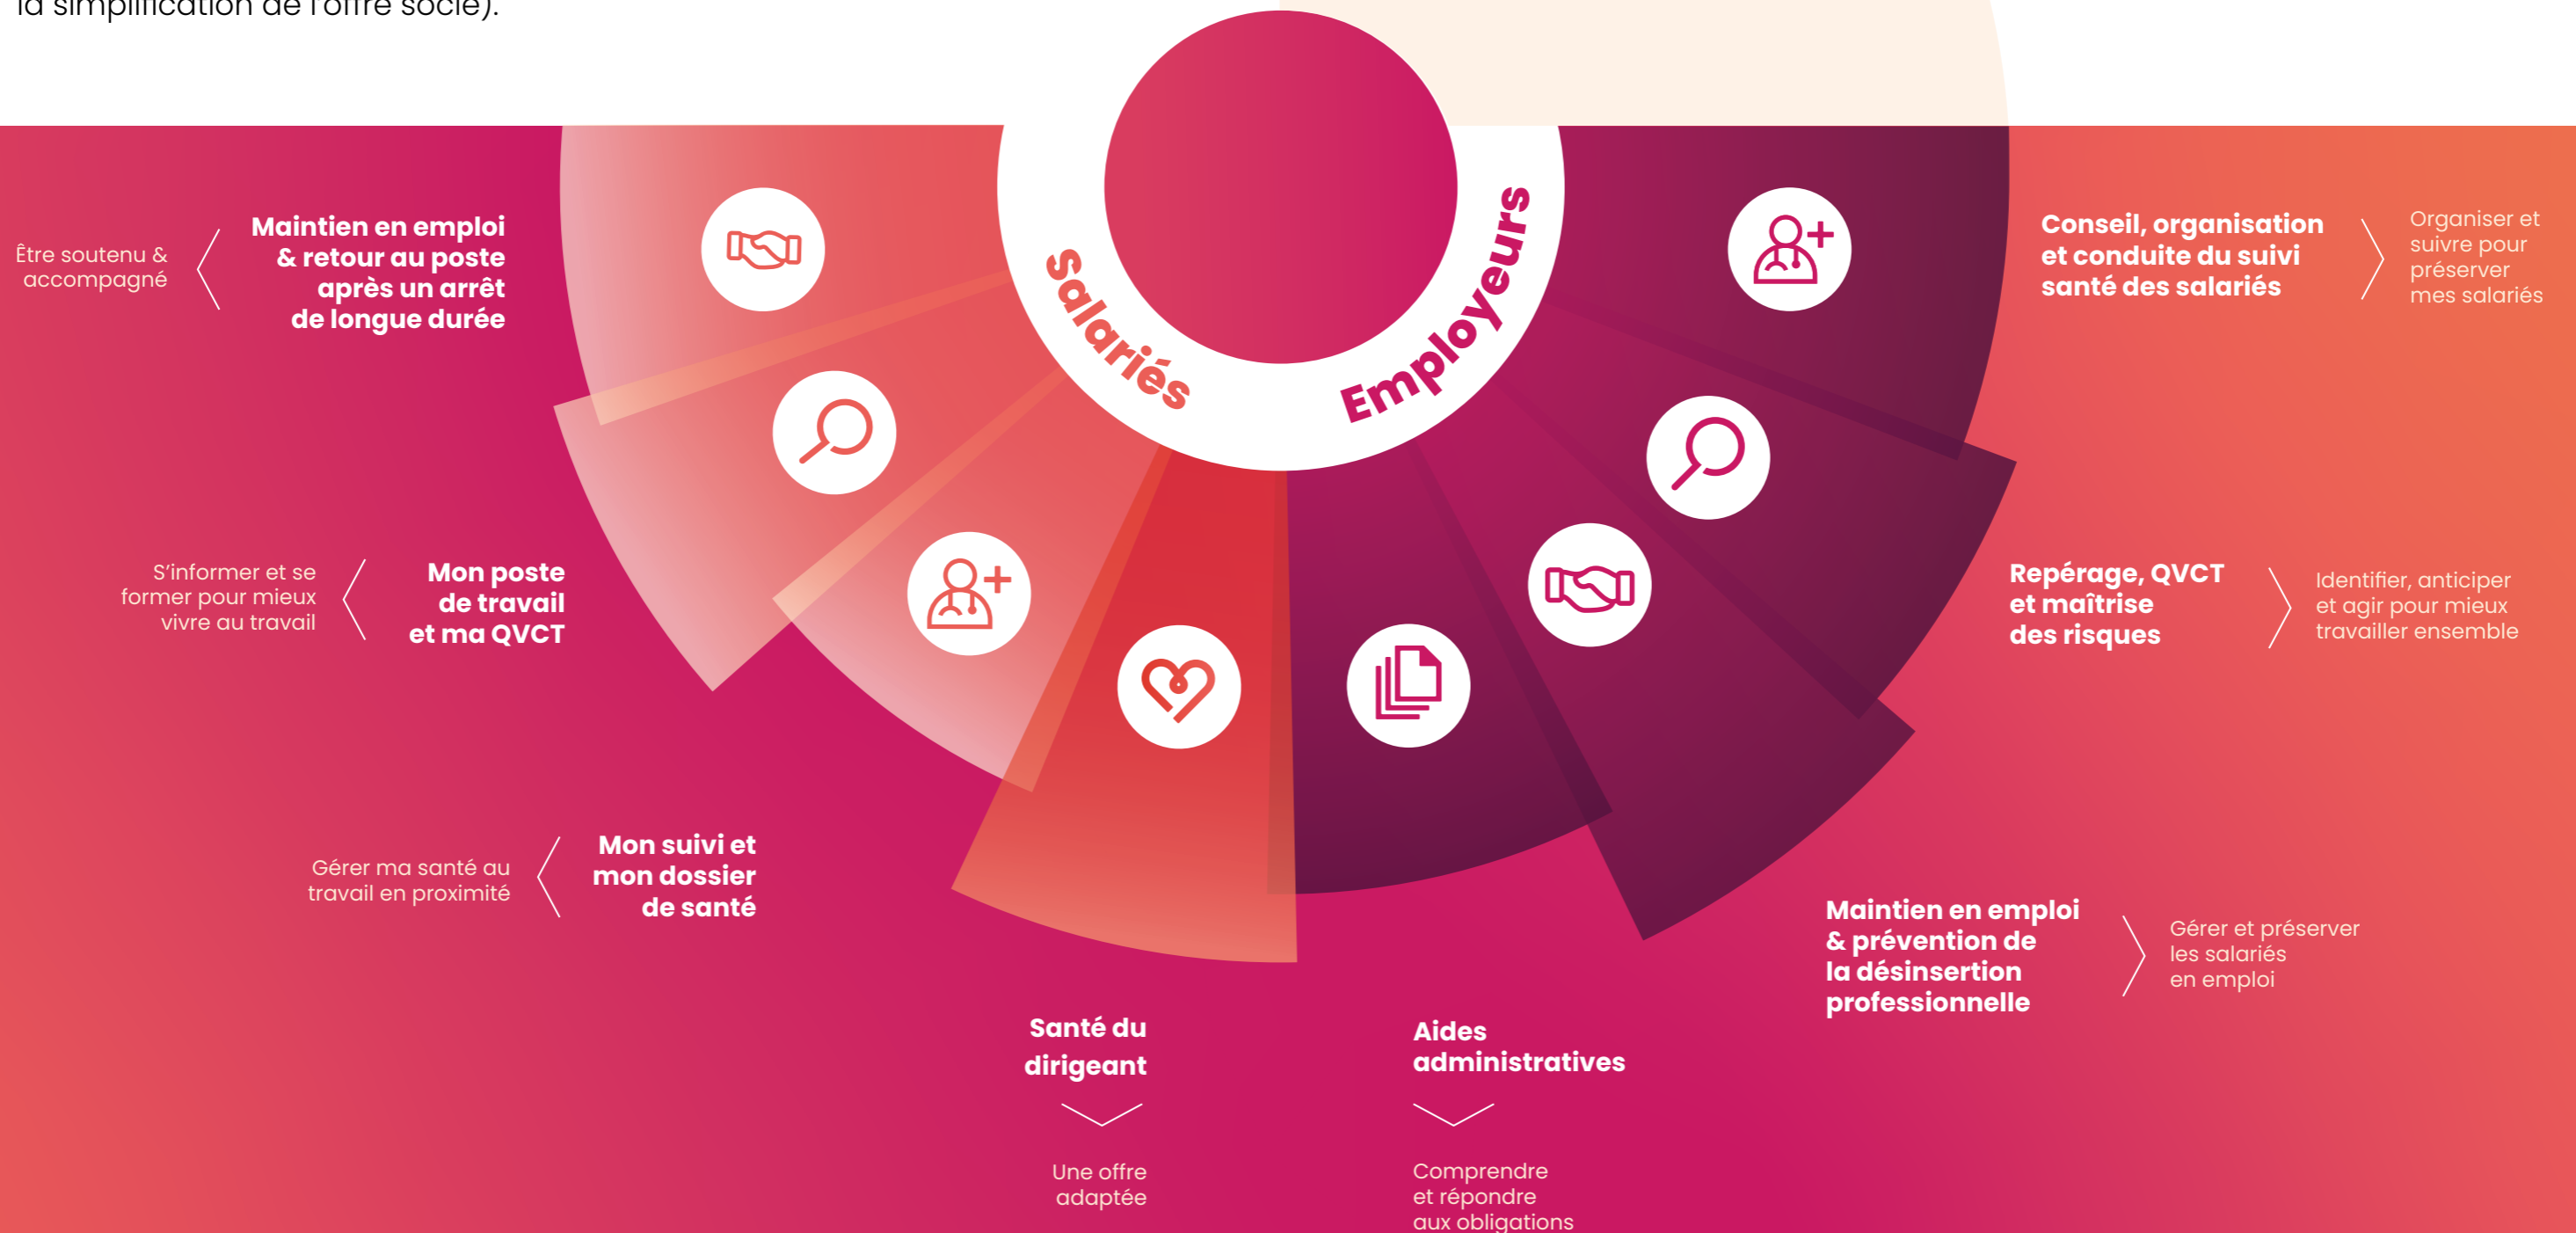 la simplification de l'offre socle).
Salariés
Employeurs
Être soutenu &
accompagné
Maintien en emploi
& retour au poste
après un arrêt
de longue durée
S'informer et se
former pour mieux
vivre au travail
Mon poste
de travail
et ma QVCT
Gérer ma santé au
travail en proximité
Mon suivi et
mon dossier
de santé
Santé du
dirigeant
Une offre
adaptée
Aides
administratives
Comprendre
et répondre
aux obligations
Maintien en emploi
& prévention de
la désinsertion
professionnelle
Gérer et préserver
les salariés
en emploi
Repérage, QVCT
et maîtrise
des risques
Identifier, anticiper
et agir pour mieux
travailler ensemble
Conseil, organisation
et conduite du suivi
santé des salariés
Organiser et
suivre pour
préserver
mes salariés